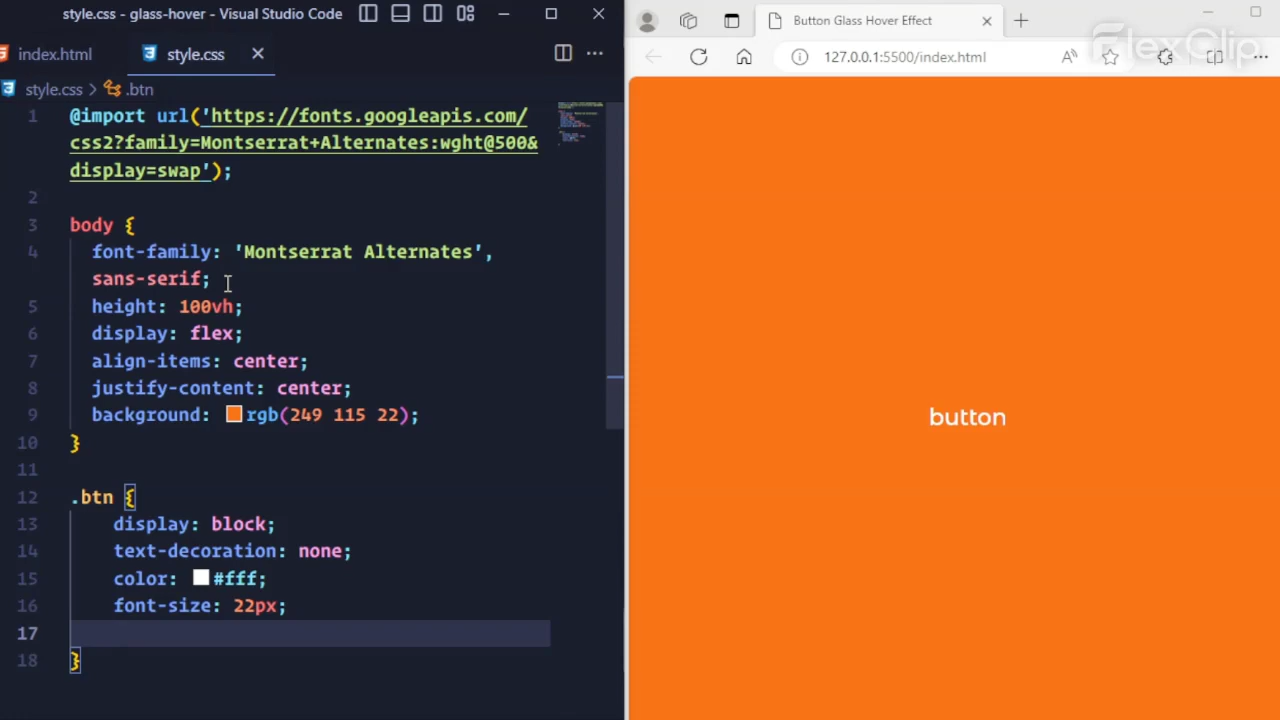 style.css - glass-hover - Visual Studio Code
index.html
style.css
style.css > .btn
1 @import url('https://fonts.googleapis.com/
css2?family=Montserrat+Alternates:wght@500&
display=swap');
2
3 body {
4 font-family: 'Montserrat Alternates',
sans-serif;
5 height: 100vh;
6 display: flex;
7 align-items: center;
8 justify-content: center;
9 background: rgb(249 115 22);
10 }
11
12 .btn {
13 display: block;
14 text-decoration: none;
15 color: #fff;
16 font-size: 22px;
17
18 }
Button Glass Hover Effect
127.0.0.1:5500/index.html
FlexClip
button